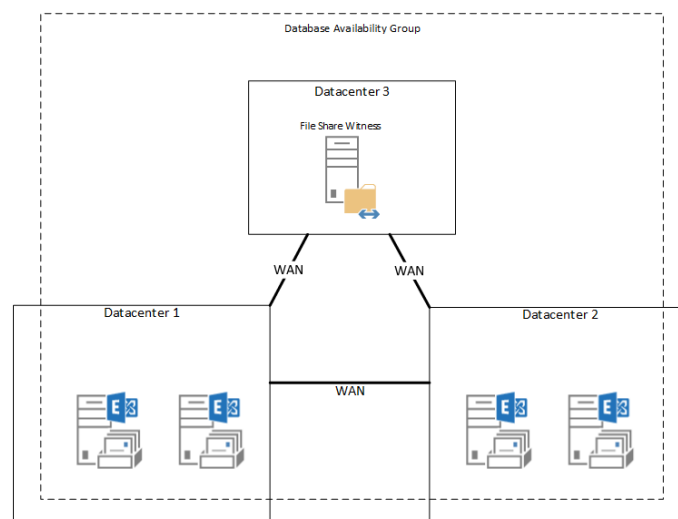 Database Availability Group
Datacenter 3
File Share Witness
WAN
WAN
Datacenter 1
Datacenter 2
WAN
E
E
E
E